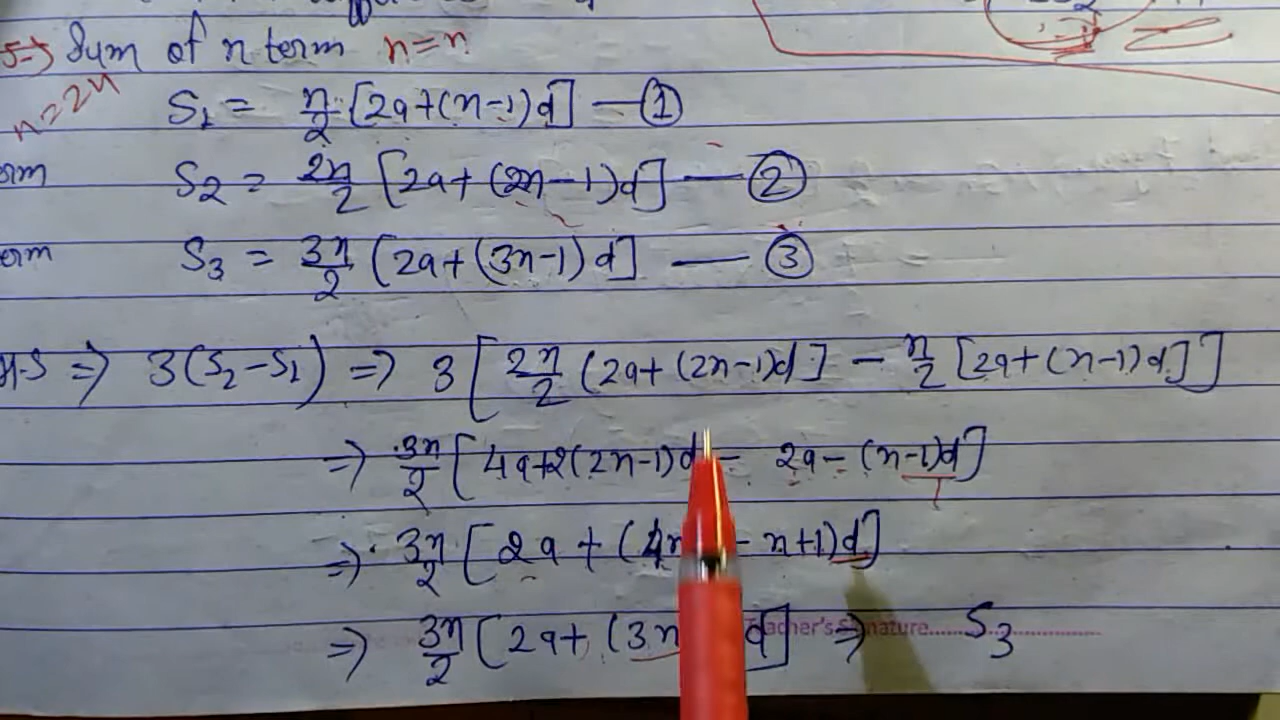 5→ Sum of n term n=n
n=2n
S₁ = n/2 [2a+(n-1)d] — ①
S₂ = 2n/2 [2a+(2n-1)d] — ②
S₃ = 3n/2 (2a+(3n-1)d] — ③
H.S ⇒ 3(S₂-S₁) ⇒ 3[2n/2 (2a+(2n-1)d] - n/2 [2a+(n-1)d]]
⇒ 3n/2 [4a+2(2n-1)d - 2a-(n-1)d]
⇒ 3n/2 [2a+(4n - n+1)d]
⇒ 3n/2 [2a+(3n d] ⇒ S₃
Teacher's Signature